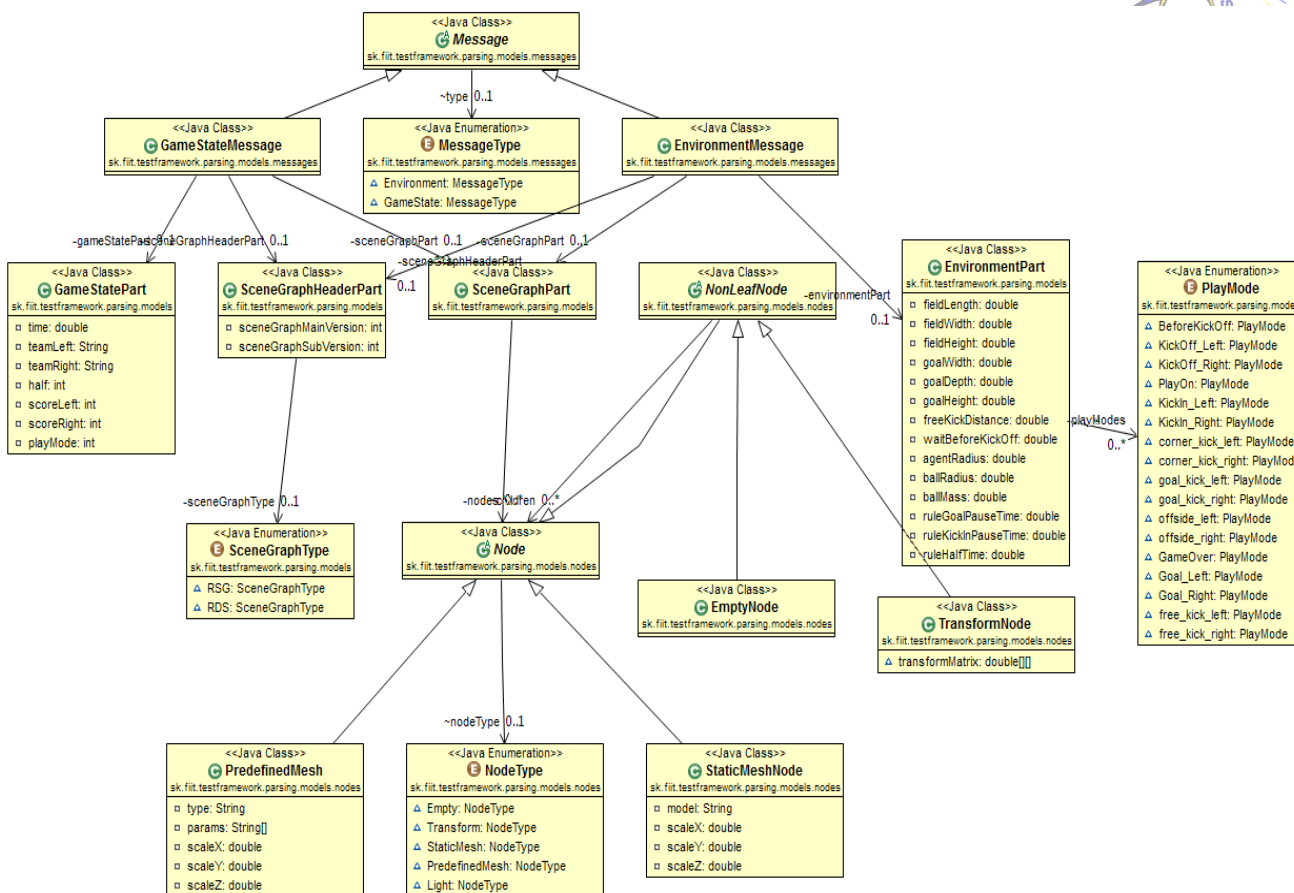 <<Java Class>>
Message
sk.fiit.testframework.parsing.models.messages
~type 0..1
<<Java Class>>
GameStateMessage
sk.fiit.testframework.parsing.models.messages
<<Java Enumeration>>
MessageType
sk.fiit.testframework.parsing.models.messages
Environment: MessageType
GameState: MessageType
<<Java Class>>
EnvironmentMessage
sk.fiit.testframework.parsing.models.messages
-sceneGraphPart 0..1
-sceneGraphPart 0..1
-sceneGraphHeaderPart
0..1
-environmentPart
0..1
<<Java Class>>
GameStatePart
sk.fiit.testframework.parsing.models
time: double
teamLeft: String
teamRight: String
half: int
scoreLeft: int
scoreRight: int
playMode: int
<<Java Class>>
SceneGraphHeaderPart
sk.fiit.testframework.parsing.models
sceneGraphMainVersion: int
sceneGraphSubVersion: int
<<Java Class>>
SceneGraphPart
sk.fiit.testframework.parsing.models
<<Java Class>>
NonLeafNode
sk.fiit.testframework.parsing.models.nodes
<<Java Class>>
EnvironmentPart
sk.fiit.testframework.parsing.models
fieldLength: double
fieldWidth: double
fieldHeight: double
goalWidth: double
goalDepth: double
goalHeight: double
freeKickDistance: double
waitBeforeKickOff: double
agentRadius: double
ballRadius: double
ballMass: double
ruleGoalPauseTime: double
ruleKickInPauseTime: double
ruleHalfTime: double
-playModes
0..*
<<Java Enumeration>>
PlayMode
sk.fiit.testframework.parsing.mode
BeforeKickOff: PlayMode
KickOff_Left: PlayMode
KickOff_Right: PlayMode
PlayOn: PlayMode
KickIn_Left: PlayMode
KickIn_Right: PlayMode
corner_kick_left: PlayMode
corner_kick_right: PlayMod
goal_kick_left: PlayMode
goal_kick_right: PlayMode
offside_left: PlayMode
offside_right: PlayMode
GameOver: PlayMode
Goal_Left: PlayMode
Goal_Right: PlayMode
free_kick_left: PlayMode
free_kick_right: PlayMode
-sceneGraphType 0..1
<<Java Enumeration>>
SceneGraphType
sk.fiit.testframework.parsing.models
RSG: SceneGraphType
RDS: SceneGraphType
<<Java Class>>
Node
sk.fiit.testframework.parsing.models.nodes
<<Java Class>>
EmptyNode
sk.fiit.testframework.parsing.models.nodes
<<Java Class>>
TransformNode
sk.fiit.testframework.parsing.models.nodes
transformMatrix: double[][]
~nodeType 0..1
<<Java Class>>
PredefinedMesh
sk.fiit.testframework.parsing.models.nodes
type: String
params: String[]
scaleX: double
scaleY: double
scaleZ: double
<<Java Enumeration>>
NodeType
sk.fiit.testframework.parsing.models.nodes
Empty: NodeType
Transform: NodeType
StaticMesh: NodeType
PredefinedMesh: NodeType
Light: NodeType
<<Java Class>>
StaticMeshNode
sk.fiit.testframework.parsing.models.nodes
model: String
scaleX: double
scaleY: double
scaleZ: double